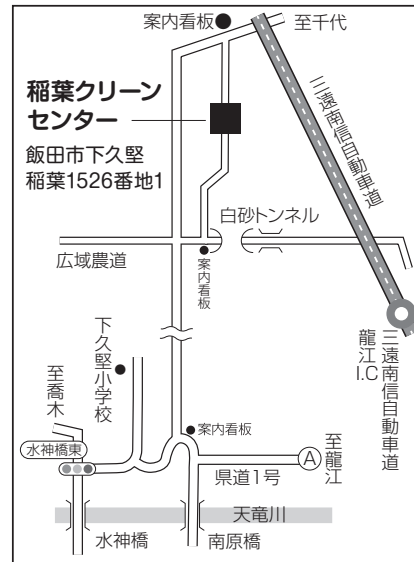 案内看板
至千代
稲葉クリーン
センター
飯田市下久堅
稲葉1526番地1
三遠南信自動車道
白砂トンネル
広域農道
案内看板
三遠南信自動車道
龍江I.C
下久堅小学校
至喬木
案内看板
水神橋東
至龍江
A
県道1号
天竜川
水神橋
南原橋